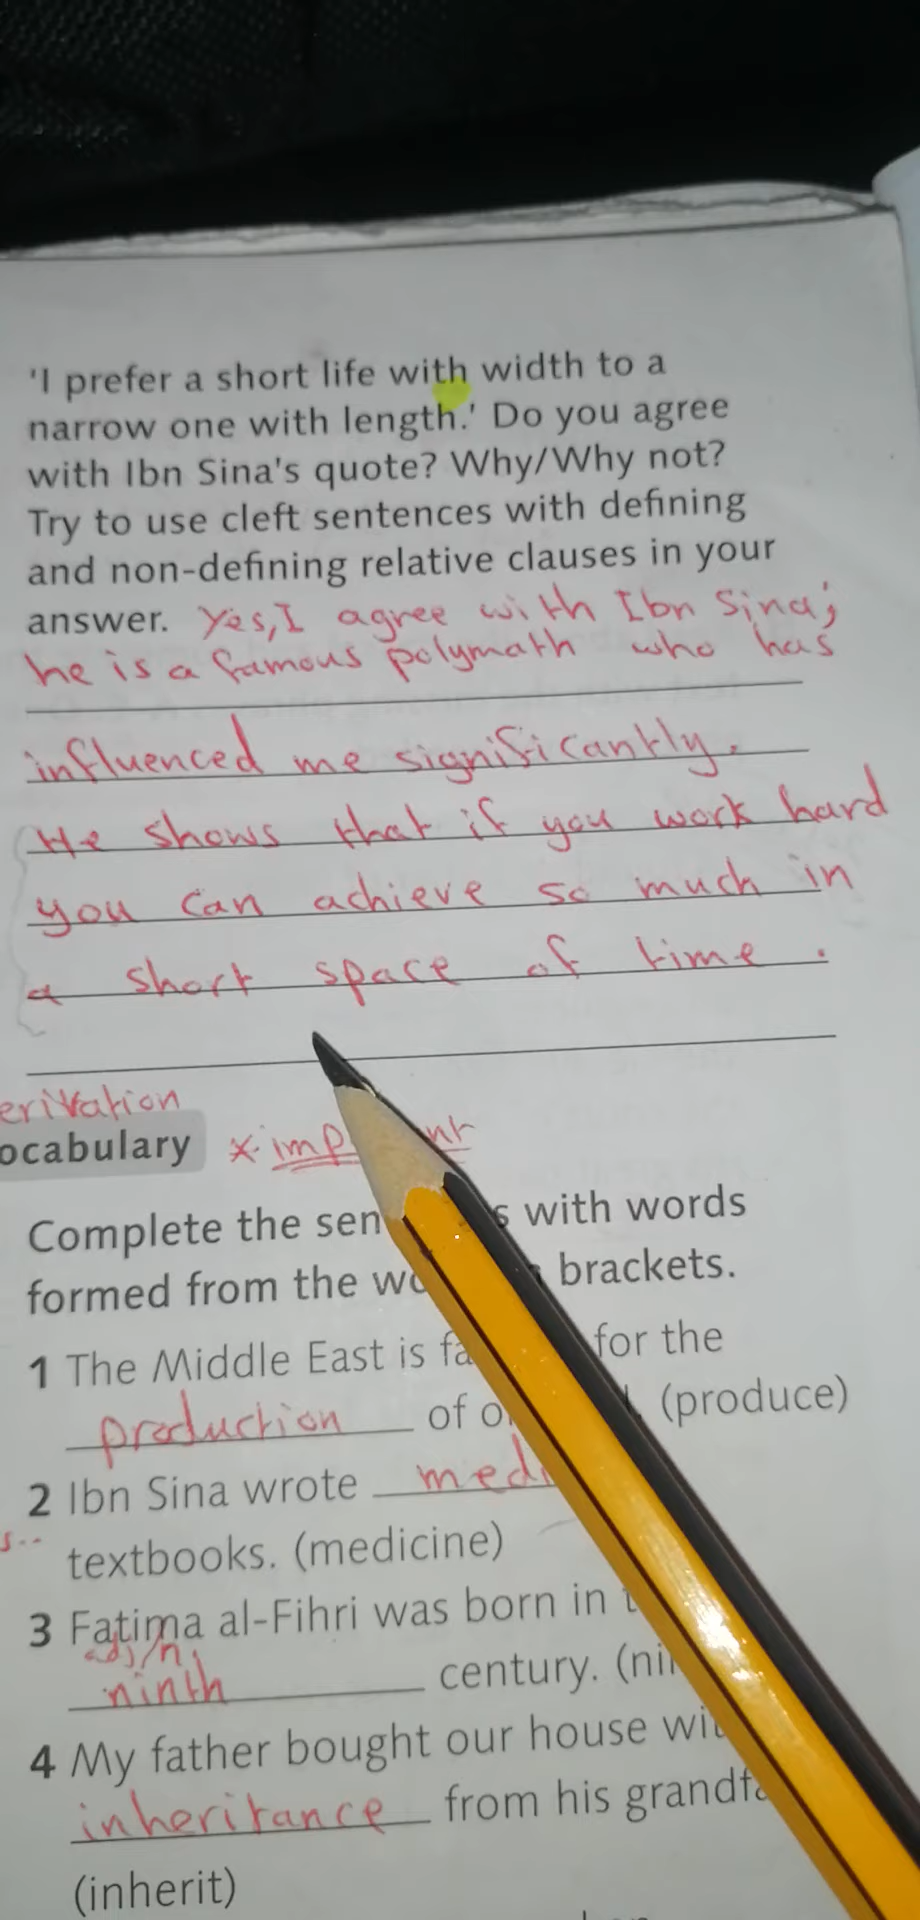 'I prefer a short life with width to a
narrow one with length.' Do you agree
with Ibn Sina's quote? Why/Why not?
Try to use cleft sentences with defining
and non-defining relative clauses in your
answer. Yes, I agree with Ibn Sina;
he is a famous polymath who has
influenced me significantly.
He shows that if you work hard
you can achieve so much in
a short space of time.
erivation
ocabulary x
Complete the with words
formed from the brackets.
1 The Middle East is for the
production of (produce)
2 Ibn Sina wrote
textbooks. (medicine)
3 Fatima al-Fihri was born in
adj/n
ninth century.
4 My father bought our house
inheritance from his
(inherit)